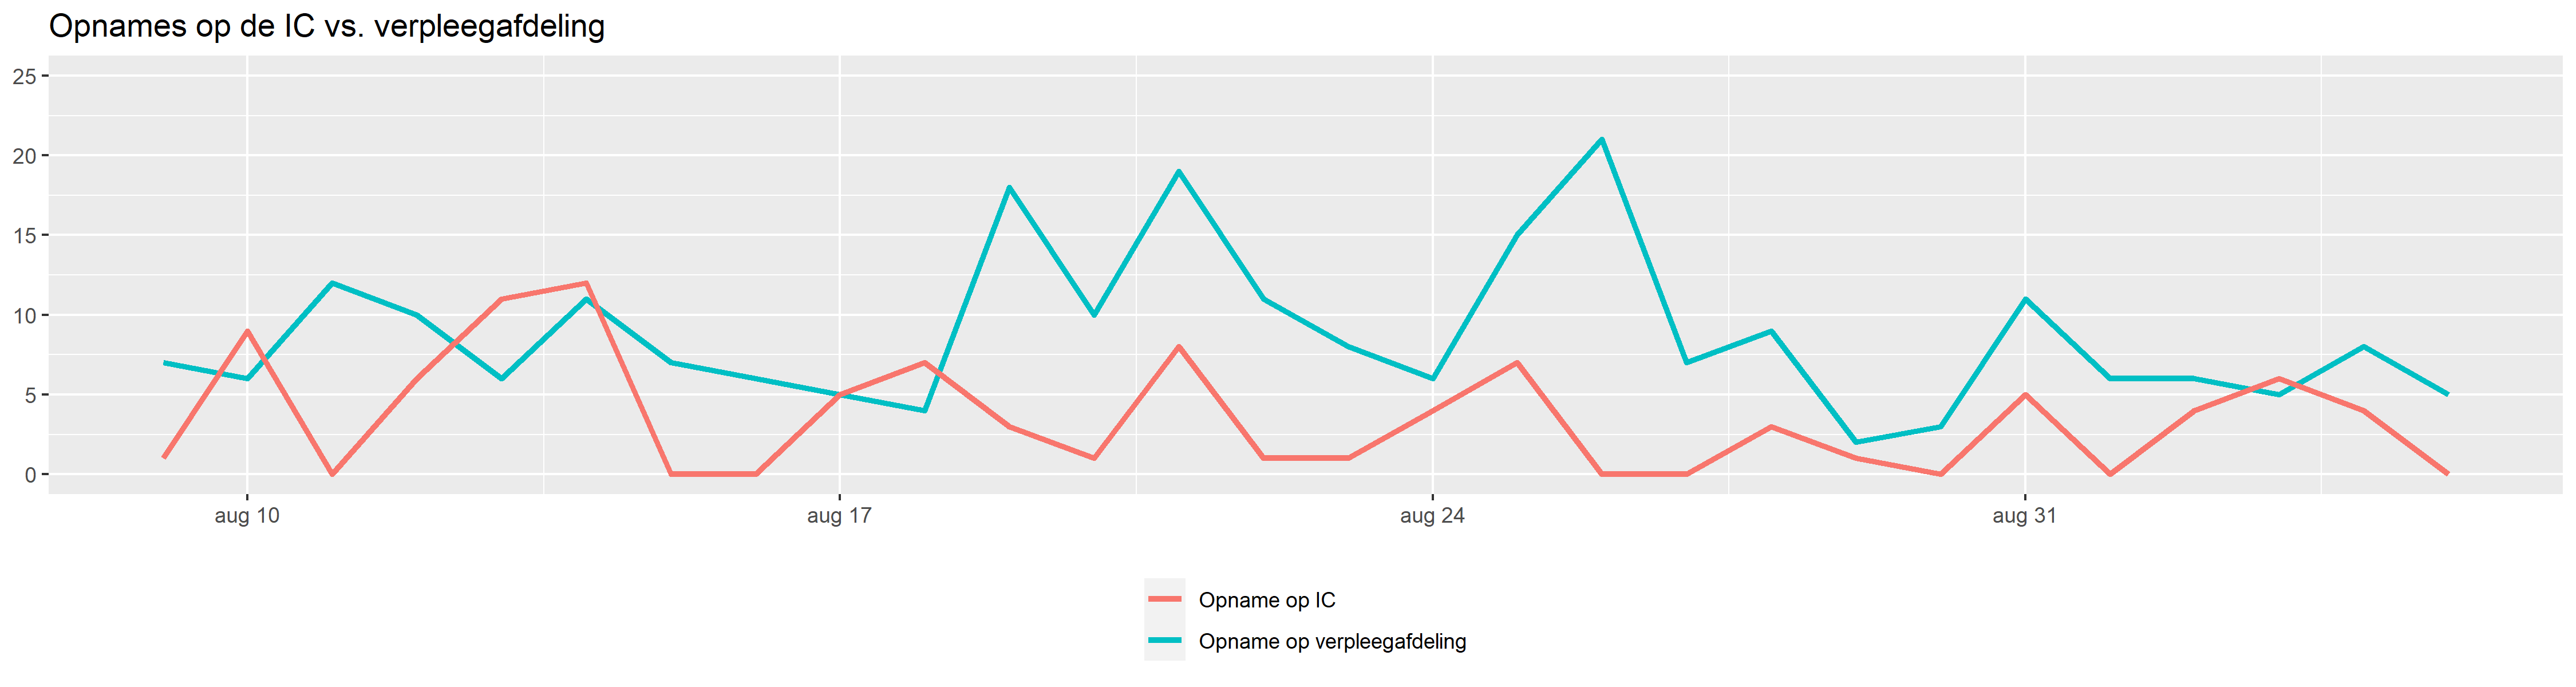 Opnames op de IC vs. verpleegafdeling
25
20
15
10
5
0
aug 10 aug 17 aug 24 aug 31
Opname op IC
Opname op verpleegafdeling